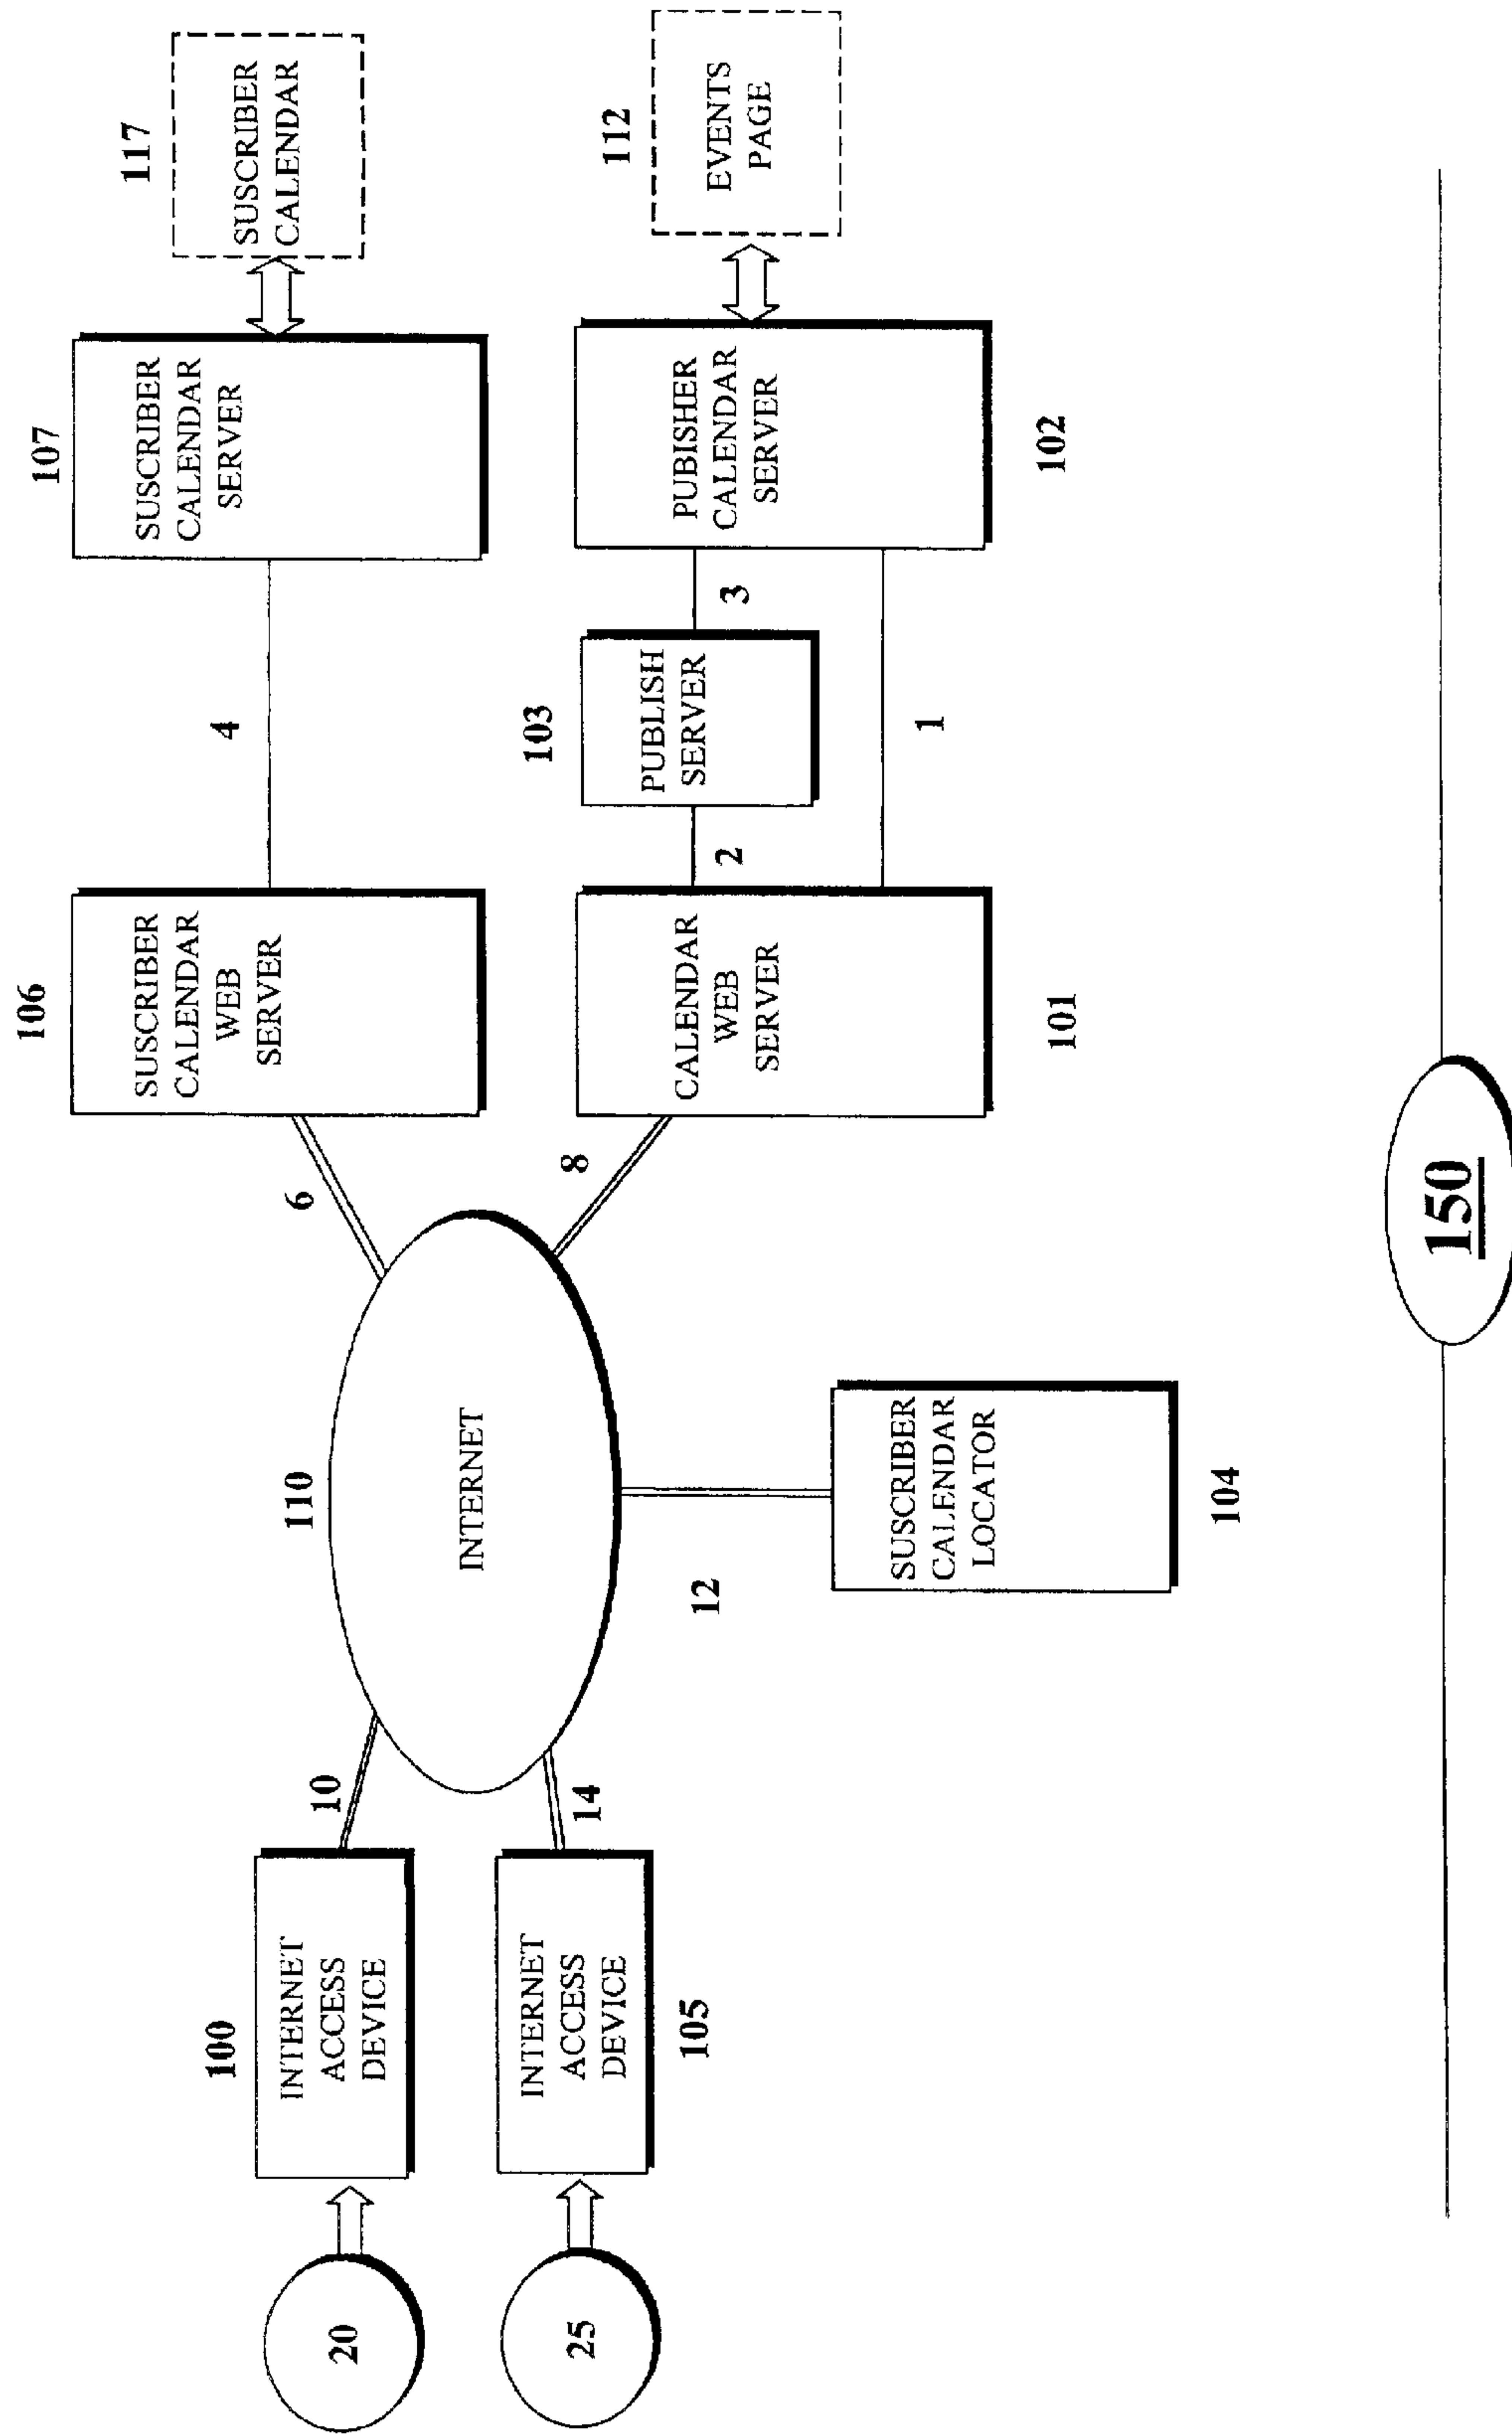 117
SUSCRIBER
CALENDAR
107
SUSCRIBER
CALENDAR
SERVER
4
106
SUSCRIBER
CALENDAR
WEB
SERVER
6
112
EVENTS
PAGE
PUBISHER
CALENDAR
SERVER
102
3
103
PUBLISH
SERVER
2
1
CALENDAR
WEB
SERVER
101
8
110
INTERNET
12
SUSCRIBER
CALENDAR
LOCATOR
104
10
100
INTERNET
ACCESS
DEVICE
20
14
INTERNET
ACCESS
DEVICE
105
25
150